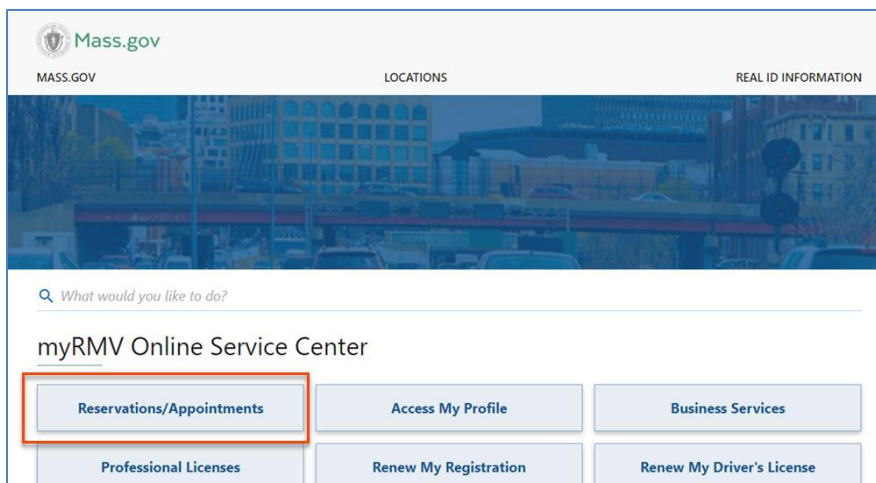 Mass.gov
MASS.GOV LOCATIONS REAL ID INFORMATION
What would you like to do?
myRMV Online Service Center
Reservations/Appointments Access My Profile Business Services
Professional Licenses Renew My Registration Renew My Driver's License